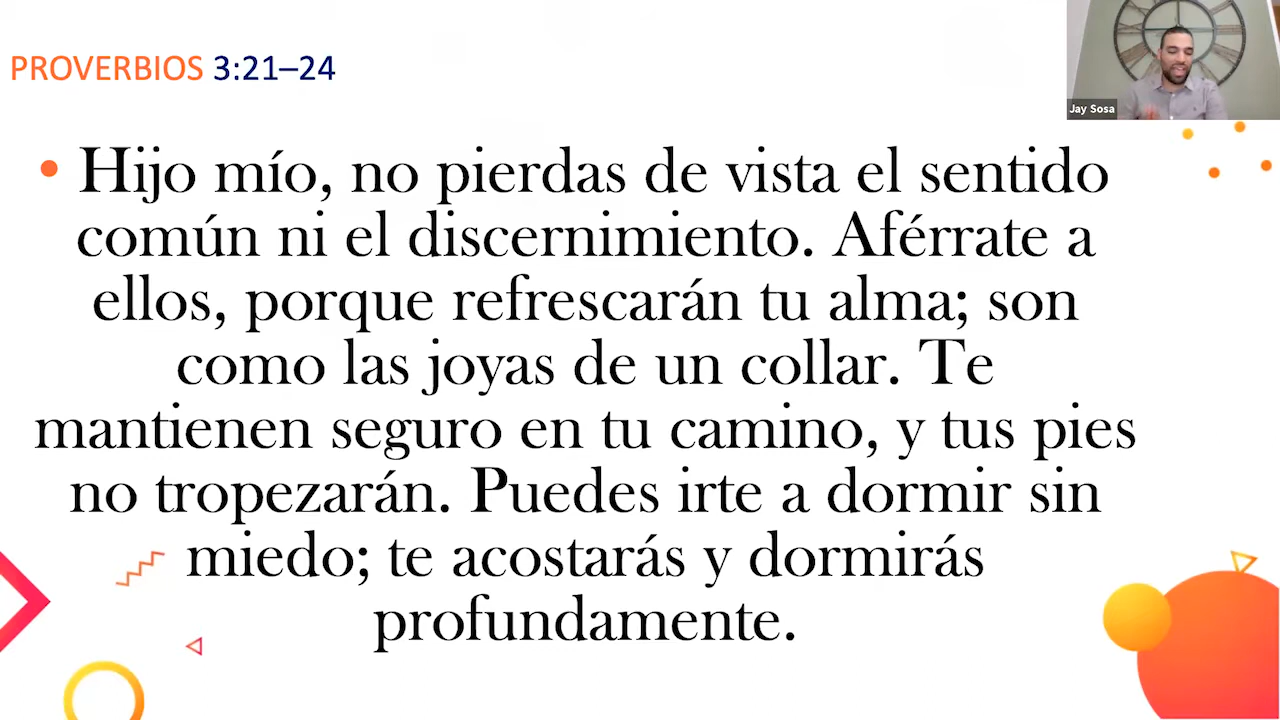 PROVERBIOS 3:21–24
Jay Sosa
• Hijo mío, no pierdas de vista el sentido
común ni el discernimiento. Aférrate a
ellos, porque refrescarán tu alma; son
como las joyas de un collar. Te
mantienen seguro en tu camino, y tus pies
no tropezarán. Puedes irte a dormir sin
miedo; te acostarás y dormirás
profundamente.